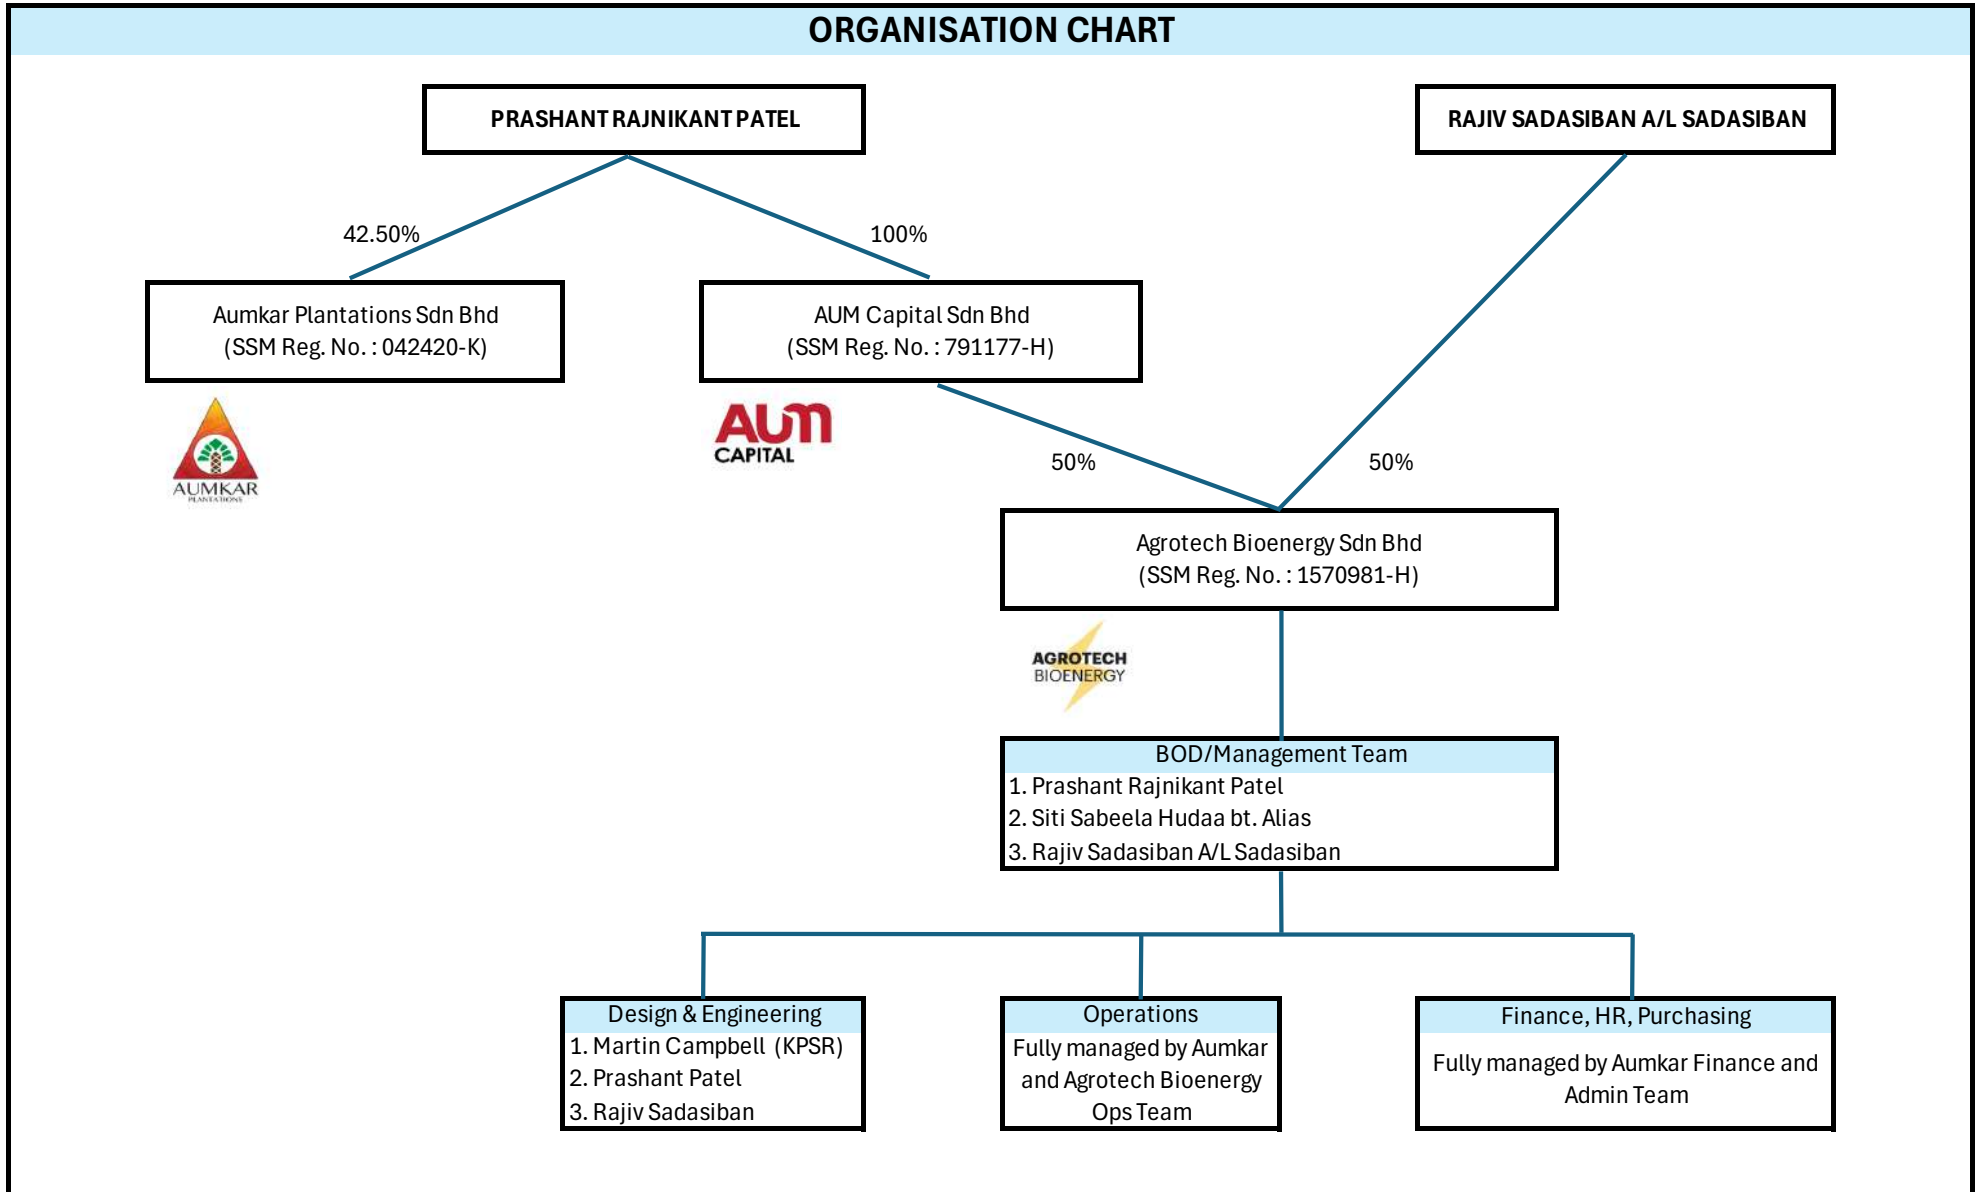 ORGANISATION CHART
PRASHANT RAJNIKANT PATEL
RAJIV SADASIBAN A/L SADASIBAN
42.50%
100%
Aumkar Plantations Sdn Bhd
(SSM Reg. No. : 042420-K)
AUM Capital Sdn Bhd
(SSM Reg. No. : 791177-H)
AUMKAR
PLANTATIONS
AUM
CAPITAL
50%
50%
Agrotech Bioenergy Sdn Bhd
(SSM Reg. No. : 1570981-H)
AGROTECH
BIOENERGY
BOD/Management Team
1. Prashant Rajnikant Patel
2. Siti Sabeela Hudaa bt. Alias
3. Rajiv Sadasiban A/L Sadasiban
Design & Engineering
1. Martin Campbell (KPSR)
2. Prashant Patel
3. Rajiv Sadasiban
Operations
Fully managed by Aumkar
and Agrotech Bioenergy
Ops Team
Finance, HR, Purchasing
Fully managed by Aumkar Finance and
Admin Team